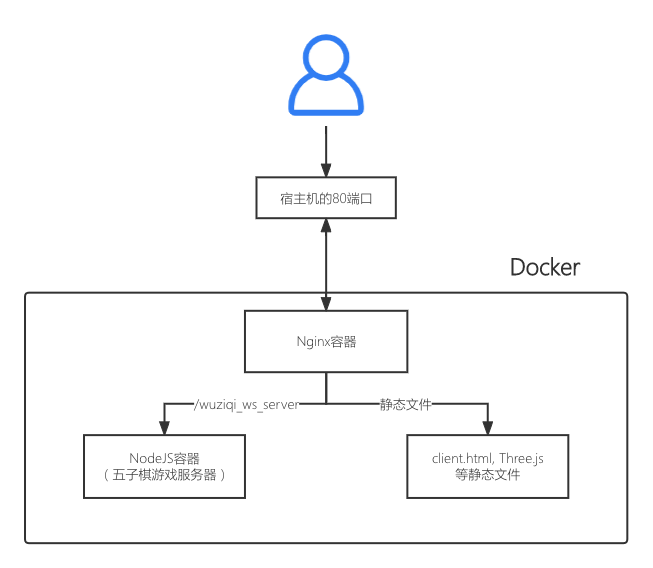 宿主机的80端口
Docker
Nginx容器
/wuziqi_ws_server
静态文件
NodeJS容器
（五子棋游戏服务器）
client.html, Three.js
等静态文件